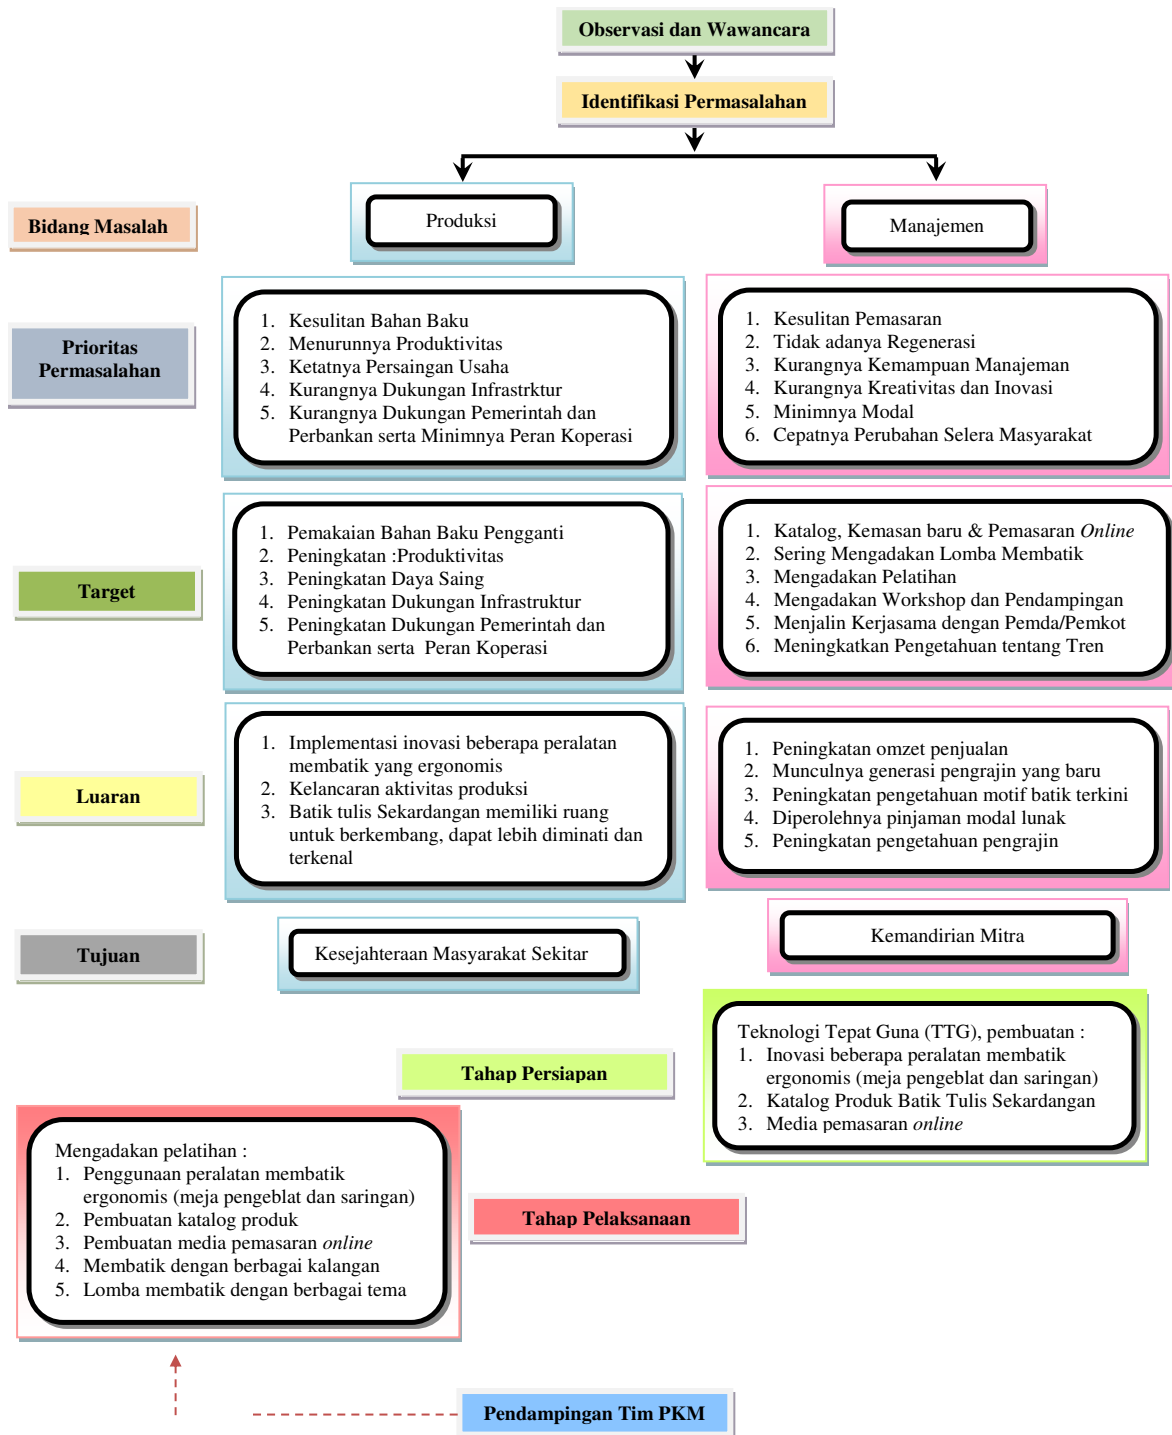 Observasi dan Wawancara
Identifikasi Permasalahan
Bidang Masalah
Produksi
Manajemen
Prioritas
Permasalahan
1. Kesulitan Bahan Baku
2. Menurunnya Produktivitas
3. Ketatnya Persaingan Usaha
4. Kurangnya Dukungan Infrastrktur
5. Kurangnya Dukungan Pemerintah dan
Perbankan serta Minimnya Peran Koperasi
1. Kesulitan Pemasaran
2. Tidak adanya Regenerasi
3. Kurangnya Kemampuan Manajeman
4. Kurangnya Kreativitas dan Inovasi
5. Minimnya Modal
6. Cepatnya Perubahan Selera Masyarakat
Target
1. Pemakaian Bahan Baku Pengganti
2. Peningkatan :Produktivitas
3. Peningkatan Daya Saing
4. Peningkatan Dukungan Infrastruktur
5. Peningkatan Dukungan Pemerintah dan
Perbankan serta Peran Koperasi
1. Katalog, Kemasan baru & Pemasaran Online
2. Sering Mengadakan Lomba Membatik
3. Mengadakan Pelatihan
4. Mengadakan Workshop dan Pendampingan
5. Menjalin Kerjasama dengan Pemda/Pemkot
6. Meningkatkan Pengetahuan tentang Tren
Luaran
1. Implementasi inovasi beberapa peralatan
membatik yang ergonomis
2. Kelancaran aktivitas produksi
3. Batik tulis Sekardangan memiliki ruang
untuk berkembang, dapat lebih diminati dan
terkenal
1. Peningkatan omzet penjualan
2. Munculnya generasi pengrajin yang baru
3. Peningkatan pengetahuan motif batik terkini
4. Diperolehnya pinjaman modal lunak
5. Peningkatan pengetahuan pengrajin
Tujuan
Kesejahteraan Masyarakat Sekitar
Kemandirian Mitra
Tahap Persiapan
Teknologi Tepat Guna (TTG), pembuatan :
1. Inovasi beberapa peralatan membatik
ergonomis (meja pengeblat dan saringan)
2. Katalog Produk Batik Tulis Sekardangan
3. Media pemasaran online
Mengadakan pelatihan :
1. Penggunaan peralatan membatik
ergonomis (meja pengeblat dan saringan)
2. Pembuatan katalog produk
3. Pembuatan media pemasaran online
4. Membatik dengan berbagai kalangan
5. Lomba membatik dengan berbagai tema
Tahap Pelaksanaan
Pendampingan Tim PKM